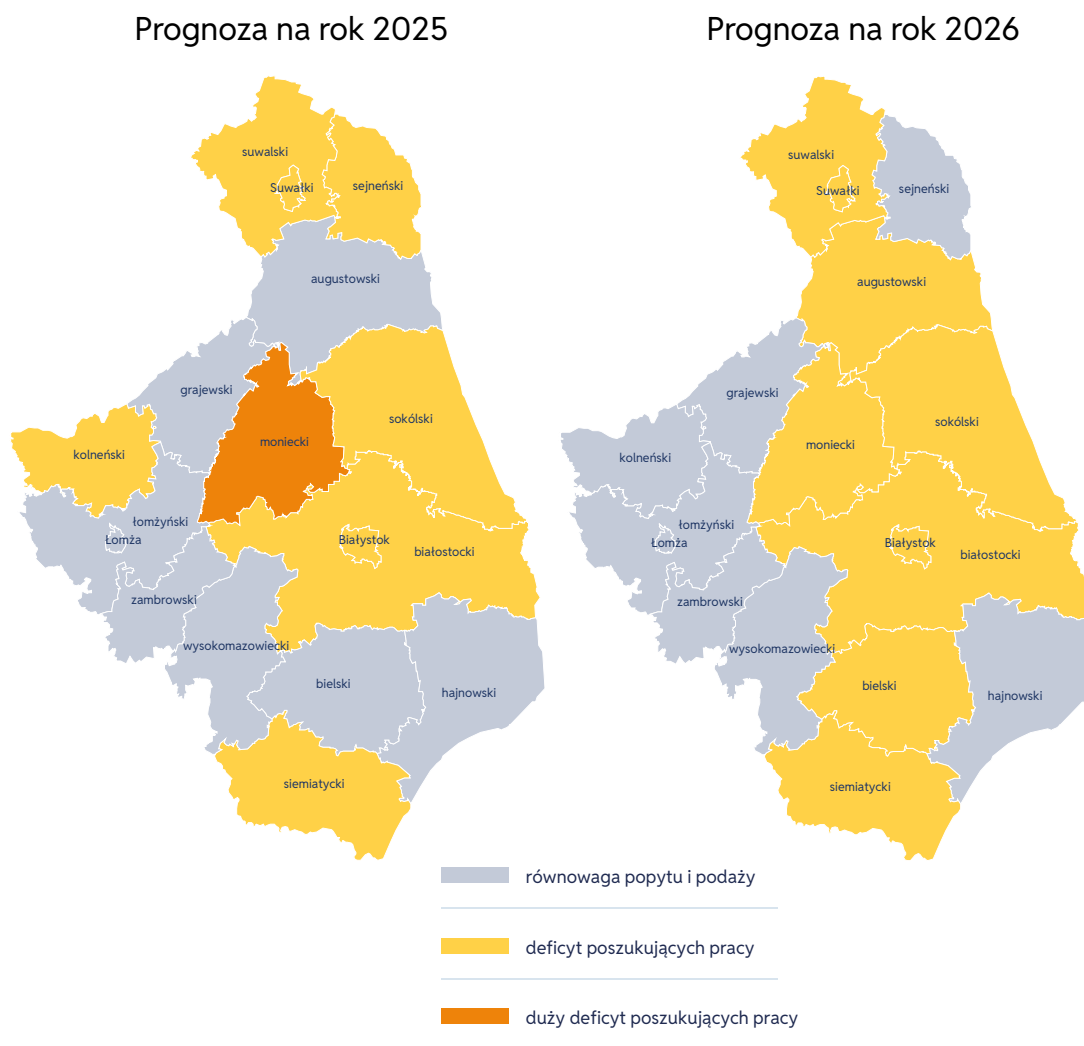 Prognoza na rok 2025
suwalski
Suwałki
sejneński
augustowski
grajewski
moniecki
sokólski
kolneński
łomżyński
Łomża
Białystok
białostocki
zambrowski
wysokomazowiecki
bielski
hajnowski
siemiatycki
Prognoza na rok 2026
suwalski
Suwałki
sejneński
augustowski
grajewski
moniecki
sokólski
kolneński
łomżyński
Łomża
Białystok
białostocki
zambrowski
wysokomazowiecki
bielski
hajnowski
siemiatycki
równowaga popytu i podaży
deficyt poszukujących pracy
duży deficyt poszukujących pracy